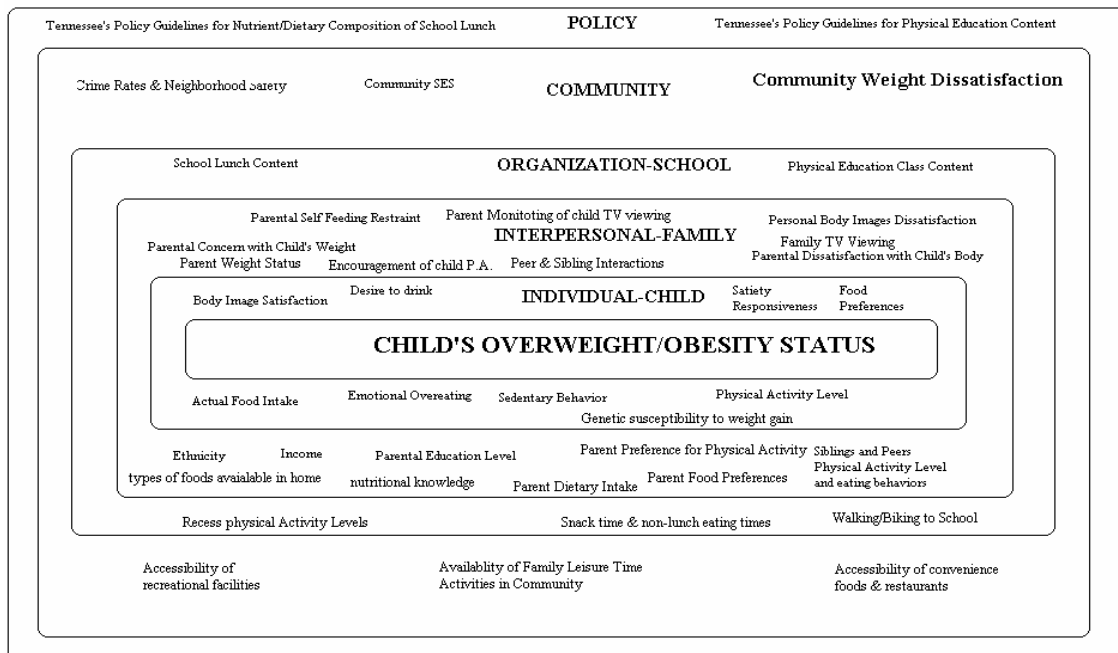 Tennessee's Policy Guidelines for Nutrient/Dietary Composition of School Lunch
POLICY
Tennessee's Policy Guidelines for Physical Education Content
Crime Rates & Neighborhood Safety
Community SES
COMMUNITY
Community Weight Dissatisfaction
School Lunch Content
ORGANIZATION-SCHOOL
Physical Education Class Content
Parental Self Feeding Restraint
Parent Monitoting of child TV viewing
Personal Body Images Dissatisfaction
Parental Concern with Child's Weight
INTERPERSONAL-FAMILY
Family TV Viewing
Parent Weight Status
Encouragement of child P.A.
Peer & Sibling Interactions
Parental Dissatisfaction with Child's Body
Body Image Satisfaction
Desire to drink
INDIVIDUAL-CHILD
Satiety
Responsiveness
Food
Preferences
CHILD'S OVERWEIGHT/OBESITY STATUS
Actual Food Intake
Emotional Overeating
Sedentary Behavior
Physical Activity Level
Genetic susceptibility to weight gain
Ethnicity
Income
Parental Education Level
Parent Preference for Physical Activity
Siblings and Peers
Physical Activity Level
and eating behaviors
types of foods avaialable in home
nutritional knowledge
Parent Dietary Intake
Parent Food Preferences
Recess physical Activity Levels
Snack time & non-lunch eating times
Walking/Biking to School
Accessibility of
recreational facilities
Availablity of Family Leisure Time
Activities in Community
Accessibility of convenience
foods & restaurants